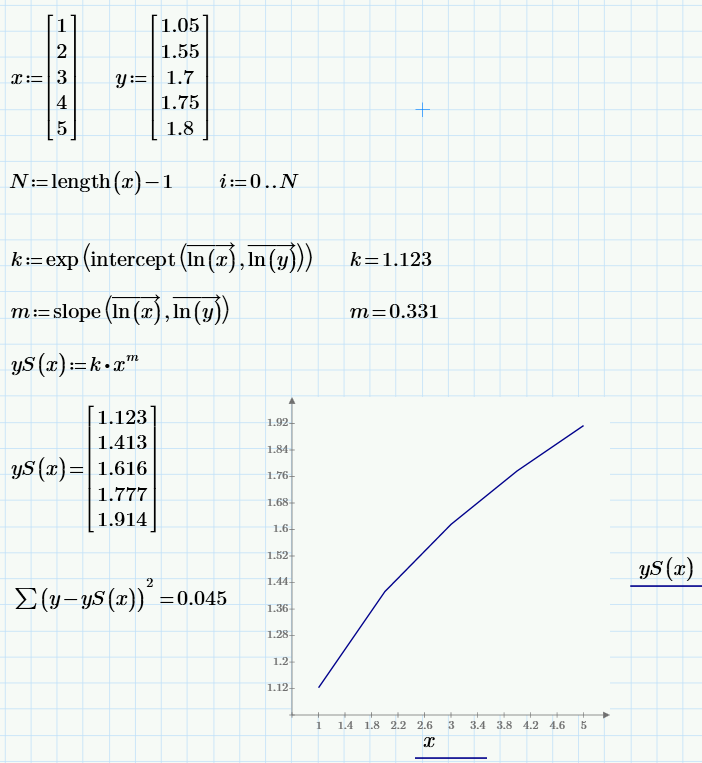 x:=[1 2 3 4 5] y:=[1.05 1.55 1.7 1.75 1.8]
N:=length(x)−1 i:=0..N
k:=exp(intercept(ln(x),ln(y))) k=1.123
m:=slope(ln(x),ln(y)) m=0.331
yS(x):=k·x^m
yS(x)=[1.123 1.413 1.616 1.777 1.914]
∑(y−yS(x))^2=0.045
1.92
1.84
1.76
1.68
1.6
1.52
1.44
1.36
1.28
1.2
1.12
1 1.4 1.8 2.2 2.6 3 3.4 3.8 4.2 4.6 5
x
yS(x)